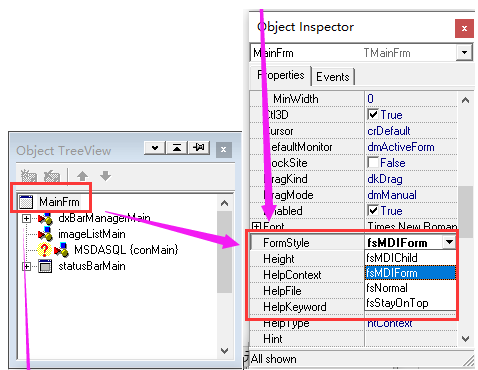 Object TreeView
MainFrm
dxBarManagerMain
imageListMain
? MSDASQL {conMain}
statusBarMain
Object Inspector
MainFrm TMainFrm
Properties Events
MinWidth 0
Ctl3D True
Cursor crDefault
DefaultMonitor dmActiveForm
DockSite False
DragKind dkDrag
DragMode dmManual
Enabled True
Font Times New Roman
FormStyle fsMDIForm
Height fsMDIChild
HelpContext fsMDIForm
HelpFile fsNormal
HelpKeyword fsStayOnTop
HelpType htContext
Hint
All shown